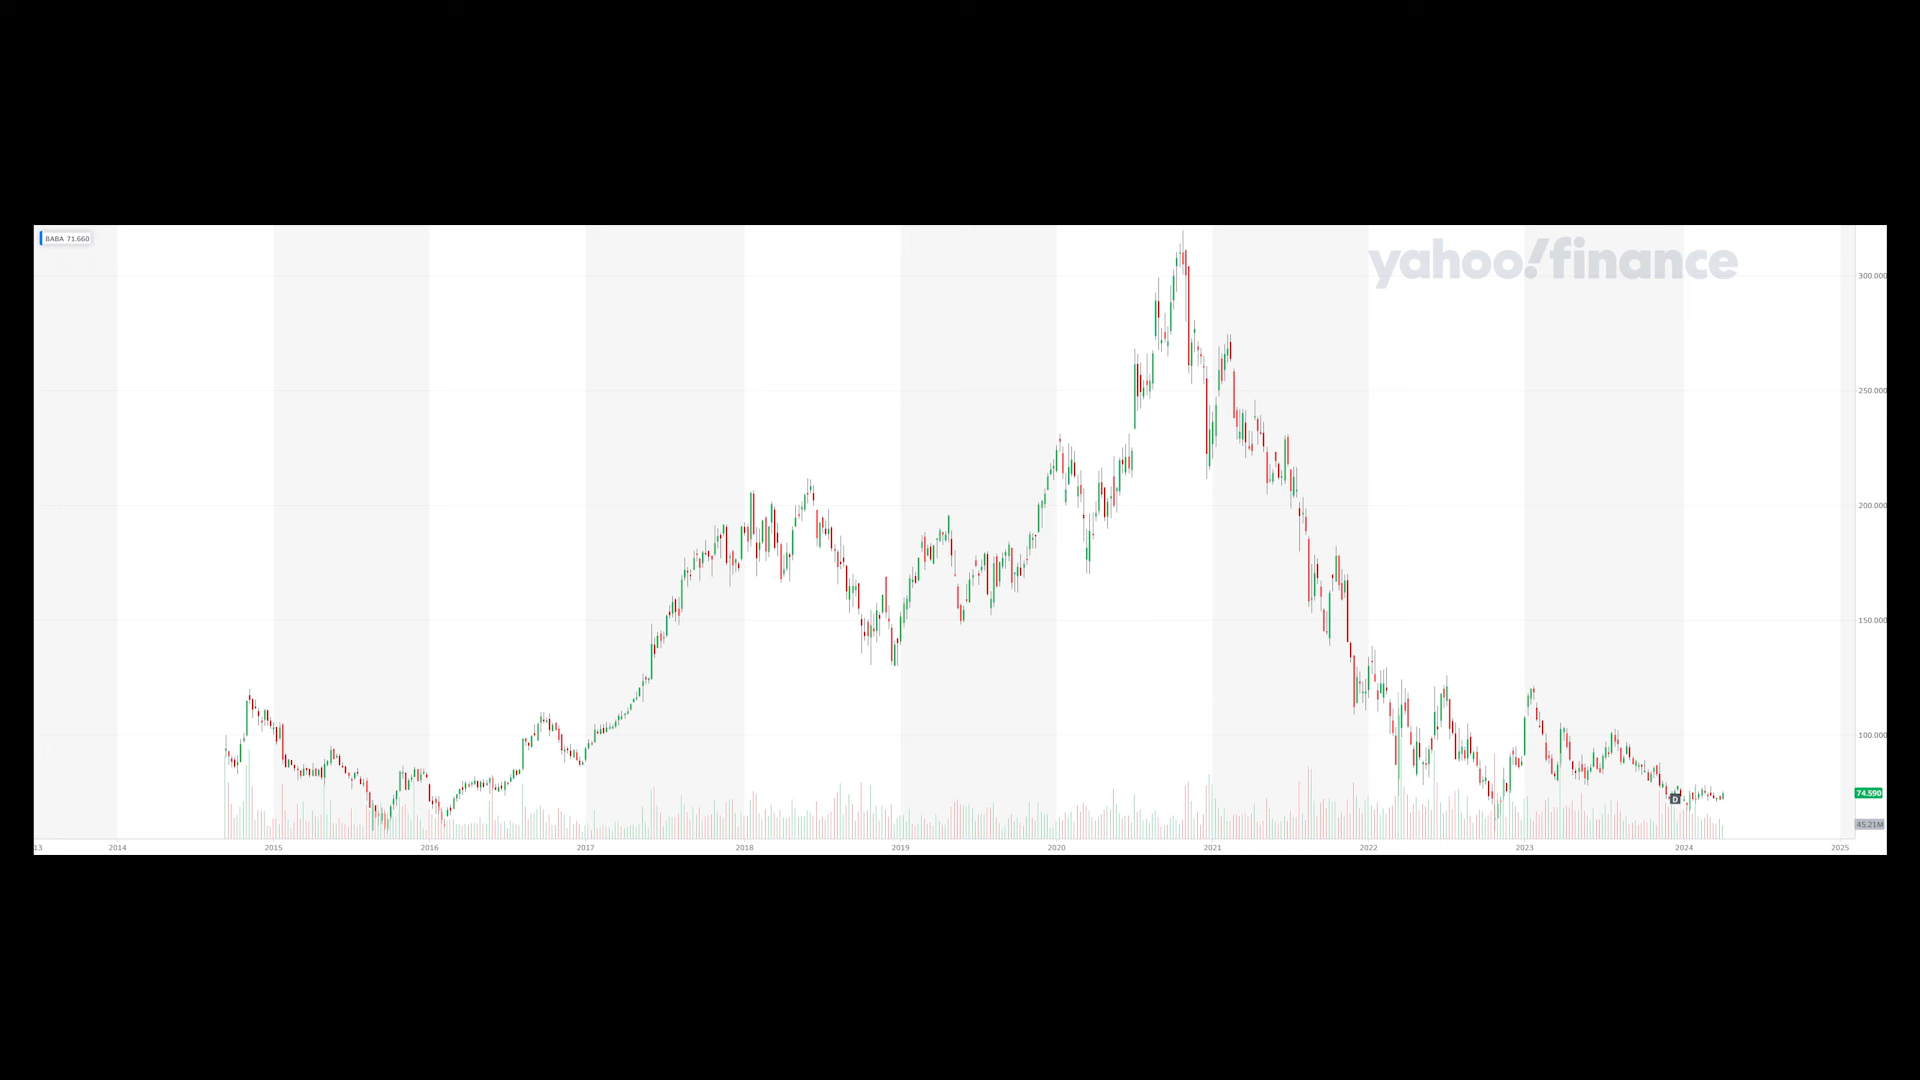 BABA 71.660
yahoo!finance
300.000
250.000
200.000
150.000
100.000
74.590
D
45.21M
13 2014 2015 2016 2017 2018 2019 2020 2021 2022 2023 2024 2025